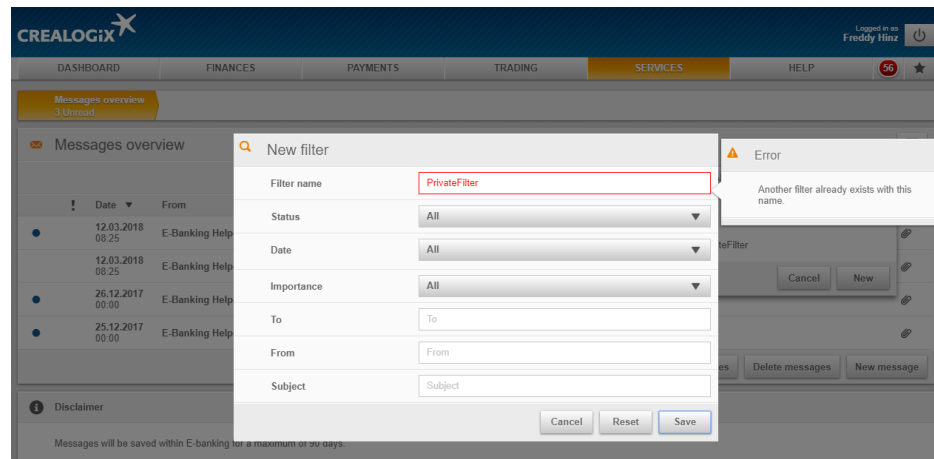 CREALOGIX
Logged in as
Freddy Hinz
DASHBOARD
FINANCES
PAYMENTS
TRADING
SERVICES
HELP
56
Messages overview
3 Unread
Messages overview
! Date ▼ From
12.03.2018
08:25
E-Banking Help
12.03.2018
08:25
E-Banking Help
26.12.2017
00:00
E-Banking Help
25.12.2017
00:00
E-Banking Help
New filter
Filter name
PrivateFilter
Status
All
Date
All
Importance
All
To
To
From
From
Subject
Subject
Cancel
Reset
Save
Error
Another filter already exists with this
name.
teFilter
Cancel
New
es
Delete messages
New message
Disclaimer
Messages will be saved within E-banking for a maximum of 90 days.